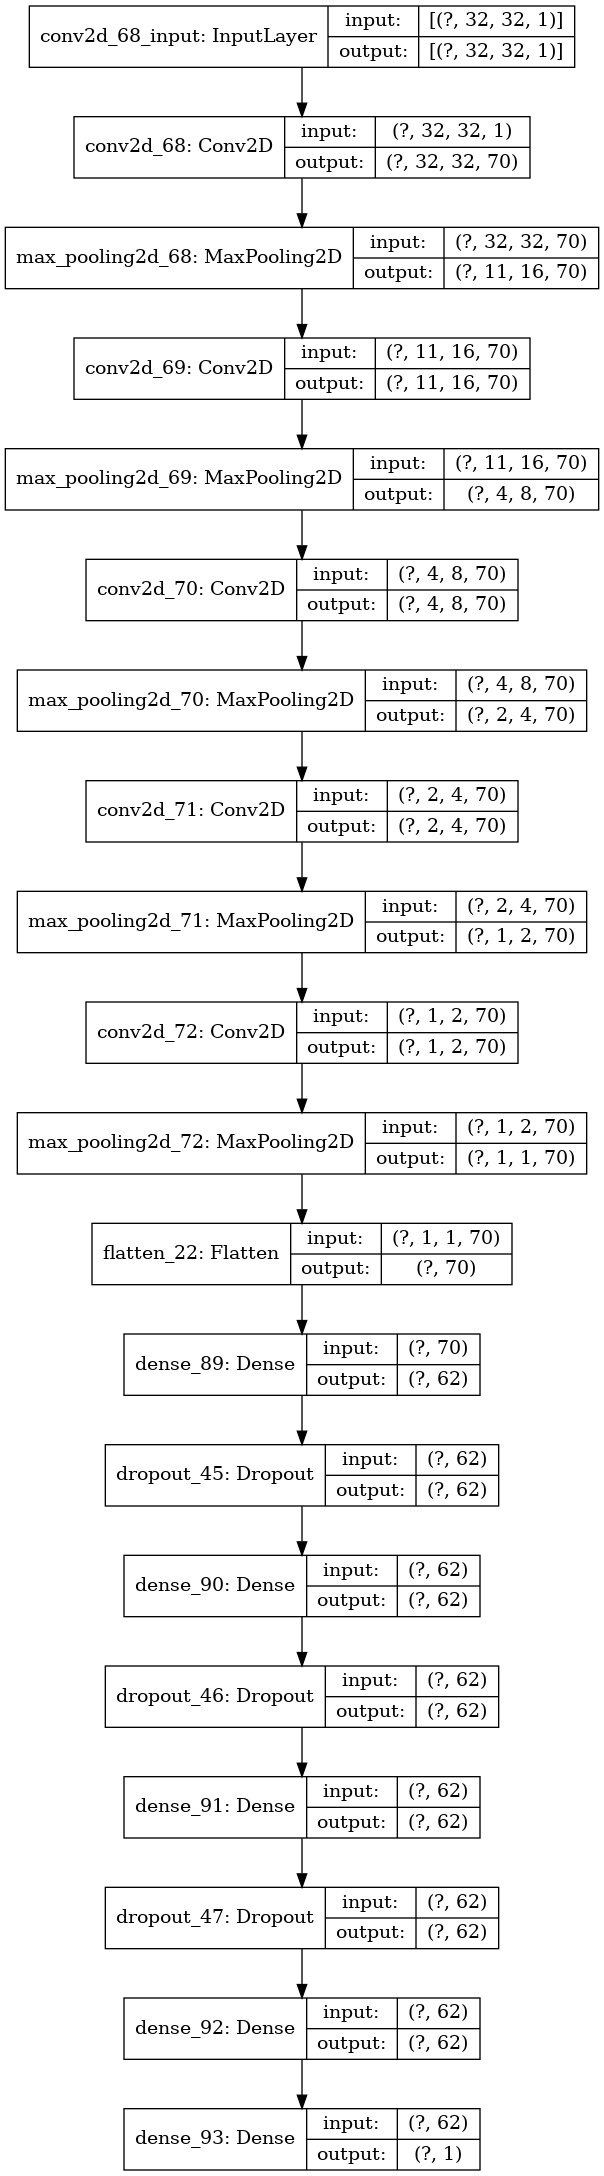 conv2d_68_input: InputLayer input: [(?, 32, 32, 1)]
output: [(?, 32, 32, 1)]
conv2d_68: Conv2D input: (?, 32, 32, 1)
output: (?, 32, 32, 70)
max_pooling2d_68: MaxPooling2D input: (?, 32, 32, 70)
output: (?, 11, 16, 70)
conv2d_69: Conv2D input: (?, 11, 16, 70)
output: (?, 11, 16, 70)
max_pooling2d_69: MaxPooling2D input: (?, 11, 16, 70)
output: (?, 4, 8, 70)
conv2d_70: Conv2D input: (?, 4, 8, 70)
output: (?, 4, 8, 70)
max_pooling2d_70: MaxPooling2D input: (?, 4, 8, 70)
output: (?, 2, 4, 70)
conv2d_71: Conv2D input: (?, 2, 4, 70)
output: (?, 2, 4, 70)
max_pooling2d_71: MaxPooling2D input: (?, 2, 4, 70)
output: (?, 1, 2, 70)
conv2d_72: Conv2D input: (?, 1, 2, 70)
output: (?, 1, 2, 70)
max_pooling2d_72: MaxPooling2D input: (?, 1, 2, 70)
output: (?, 1, 1, 70)
flatten_22: Flatten input: (?, 1, 1, 70)
output: (?, 70)
dense_89: Dense input: (?, 70)
output: (?, 62)
dropout_45: Dropout input: (?, 62)
output: (?, 62)
dense_90: Dense input: (?, 62)
output: (?, 62)
dropout_46: Dropout input: (?, 62)
output: (?, 62)
dense_91: Dense input: (?, 62)
output: (?, 62)
dropout_47: Dropout input: (?, 62)
output: (?, 62)
dense_92: Dense input: (?, 62)
output: (?, 62)
dense_93: Dense input: (?, 62)
output: (?, 1)